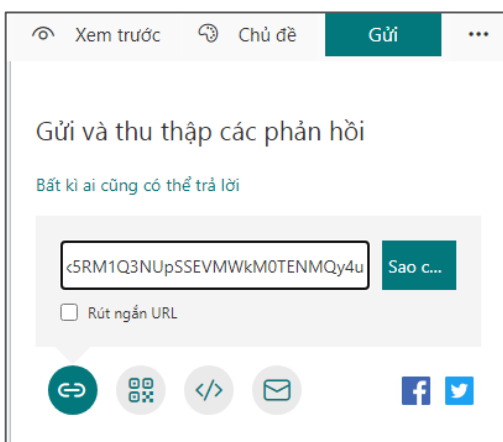 Xem trước Chủ đề Gửi ...
Gửi và thu thập các phản hồi
Bất kì ai cũng có thể trả lời
5RM1Q3NUpSSEVMWkM0TENMQy4u Sao c...
Rút ngắn URL